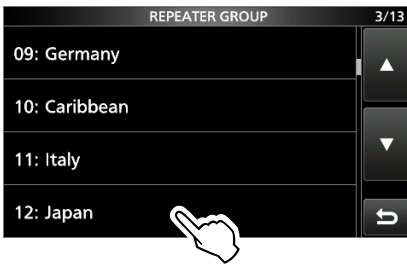 REPEATER GROUP 3/13
09: Germany
10: Caribbean
11: Italy
12: Japan